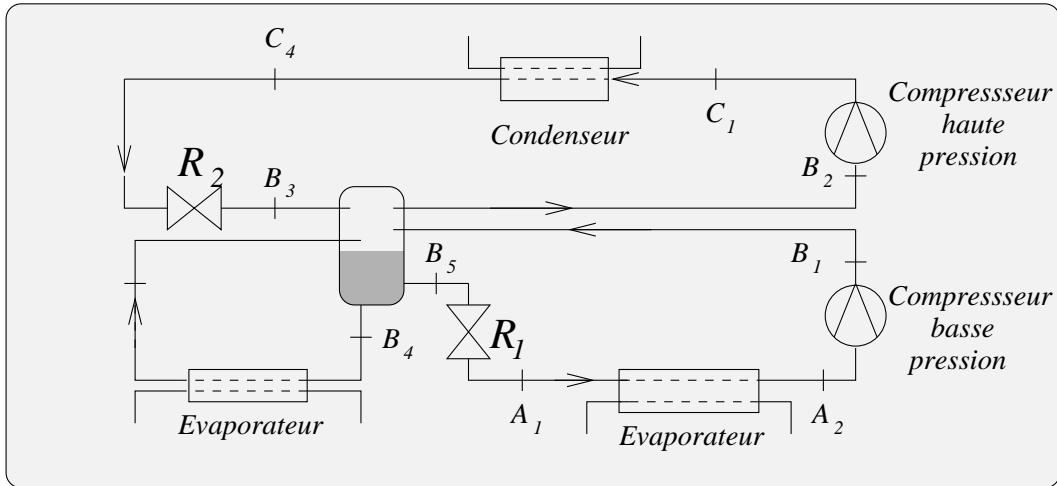 C4
C1
Compressseur
haute
pression
Condenseur
R2
B3
B2
B5
B1
Compressseur
basse
pression
R1
B4
A1
A2
Evaporateur
Evaporateur